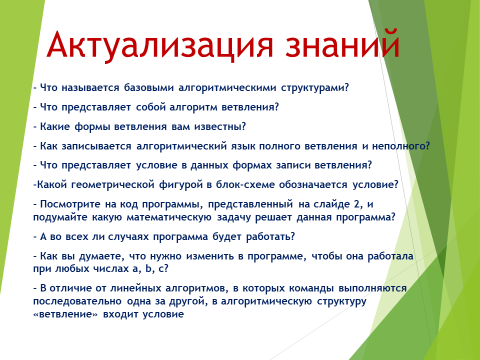 Актуализация знаний
- Что называется базовыми алгоритмическими структурами?
- Что представляет собой алгоритм ветвления?
- Какие формы ветвления вам известны?
- Как записывается алгоритмический язык полного ветвления и неполного?
- Что представляет условие в данных формах записи ветвления?
-Какой геометрической фигурой в блок-схеме обозначается условие?
- Посмотрите на код программы, представленный на слайде 2, и
подумайте какую математическую задачу решает данная программа?
- А во всех ли случаях программа будет работать?
- Как вы думаете, что нужно изменить в программе, чтобы она работала
при любых числах a, b, c?
- В отличие от линейных алгоритмов, в которых команды выполняются
последовательно одна за другой, в алгоритмическую структуру
«ветвление» входит условие